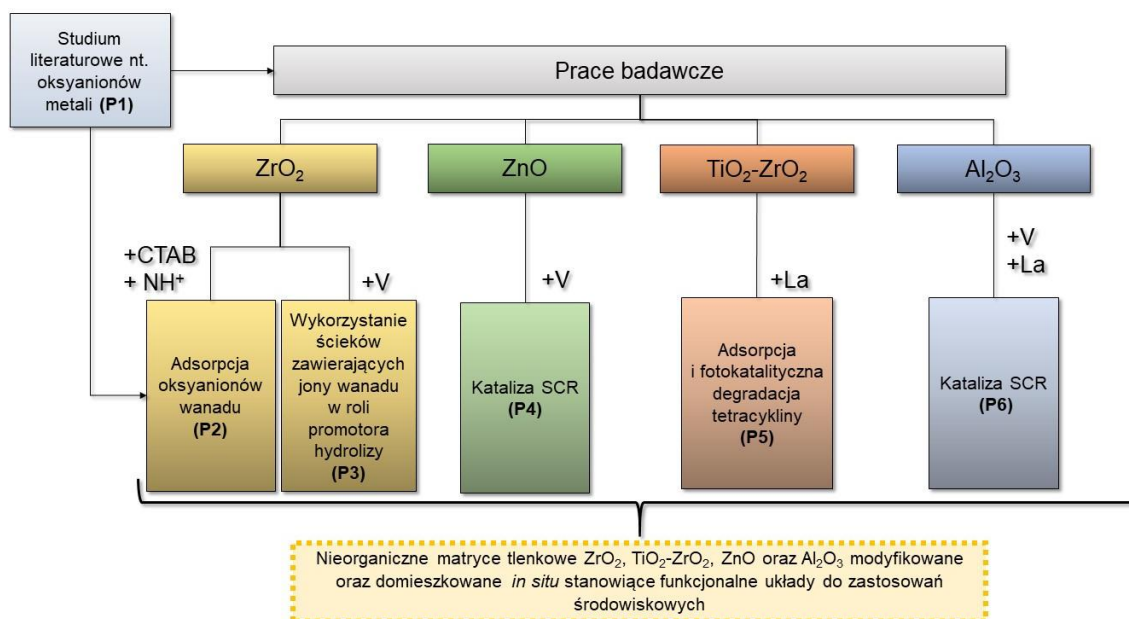 Studium
literaturowe nt.
oksyanionów
metali (P1)
Prace badawcze
ZrO₂
ZnO
TiO₂-ZrO₂
Al₂O₃
+CTAB
+ NH⁺
+V
+V
+La
+V
+La
Adsorpcja
oksyanionów
wanadu
(P2)
Wykorzystanie
ścieków
zawierających
jony wanadu
w roli
promotora
hydrolizy
(P3)
Kataliza SCR
(P4)
Adsorpcja
i fotokatalityczna
degradacja
tetracykliny
(P5)
Kataliza SCR
(P6)
Nieorganiczne matryce tlenkowe ZrO₂, TiO₂-ZrO₂, ZnO oraz Al₂O₃ modyfikowane
oraz domieszkowane in situ stanowiące funkcjonalne układy do zastosowań
środowiskowych